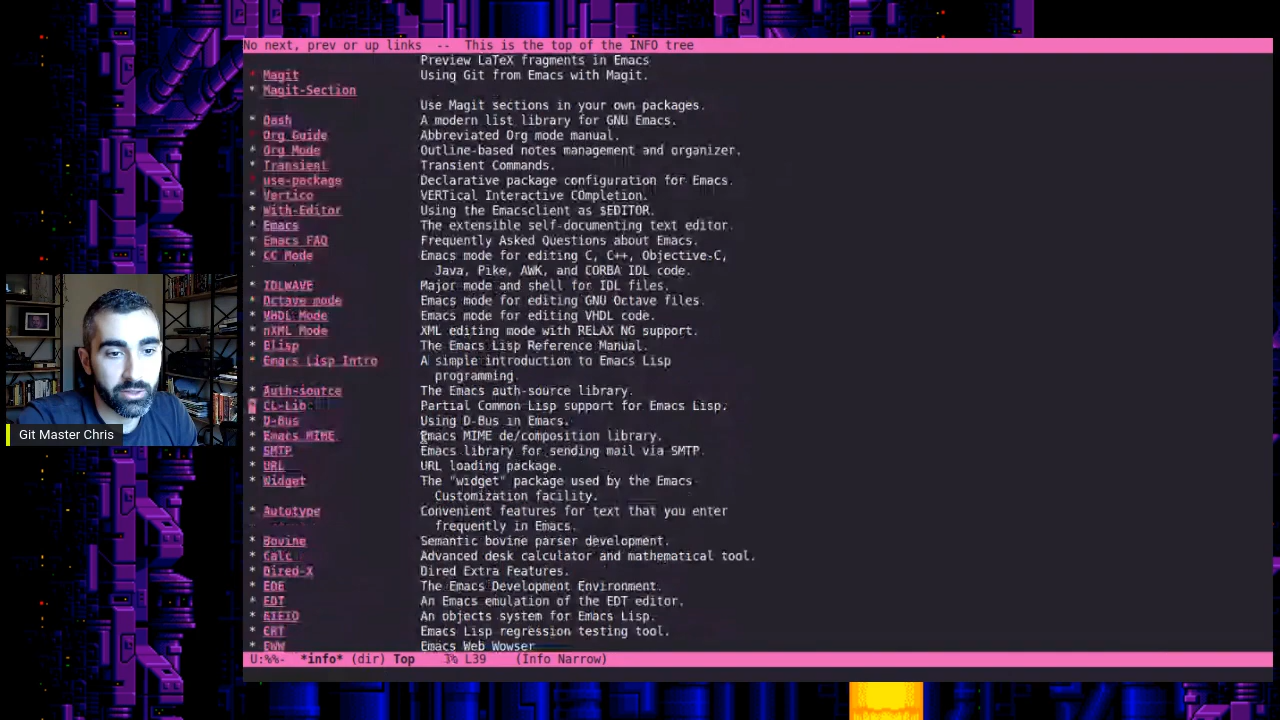 No next, prev or up links -- This is the top of the INFO tree
Preview LaTeX fragments in Emacs
* Magit Using Git from Emacs with Magit.
* Magit-Section
Use Magit sections in your own packages.
* Dash A modern list library for GNU Emacs.
* Org Guide Abbreviated Org mode manual.
* Org Mode Outline-based notes management and organizer.
* Transient Transient Commands.
* use-package Declarative package configuration for Emacs.
* Vertico VERTical Interactive COmpletion.
* With-Editor Using the Emacsclient as $EDITOR.
* Emacs The extensible self-documenting text editor.
* Emacs FAQ Frequently Asked Questions about Emacs.
* CC Mode Emacs mode for editing C, C++, Objective-C,
Java, Pike, AWK, and CORBA IDL code.
* IDLWAVE Major mode and shell for IDL files.
* Octave mode Emacs mode for editing GNU Octave files.
* VHDL Mode Emacs mode for editing VHDL code.
* nXML Mode XML editing mode with RELAX NG support.
* Elisp The Emacs Lisp Reference Manual.
* Emacs Lisp Intro A simple introduction to Emacs Lisp
programming.
* Auth-source The Emacs auth-source library.
* CL-Lib Partial Common Lisp support for Emacs Lisp.
* D-Bus Using D-Bus in Emacs.
* Emacs MIME Emacs MIME de/composition library.
* SMTP Emacs library for sending mail via SMTP.
* URL URL loading package.
* Widget The "widget" package used by the Emacs
Customization facility.
* Autotype Convenient features for text that you enter
frequently in Emacs.
* Bovine Semantic bovine parser development.
* Calc Advanced desk calculator and mathematical tool.
* Dired-X Dired Extra Features.
* EDE The Emacs Development Environment.
* EDT An Emacs emulation of the EDT editor.
* EIEIO An objects system for Emacs Lisp.
* ERT Emacs Lisp regression testing tool.
* EWW Emacs Web Wowser
U:%%- *info* (dir) Top 3% L39 (Info Narrow)
Git Master Chris